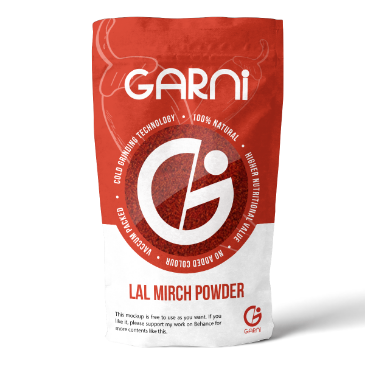 GARNi
COLD GRINDING TECHNOLOGY • 100% NATURAL • HIGHER NUTRITIONAL VALUE • NO ADDED COLOUR • VACCUM PACKED •
LAL MIRCH POWDER
This mockup is free to use as you want. If you
like it, please support my work on Behance for
more contents like this.
GARNi